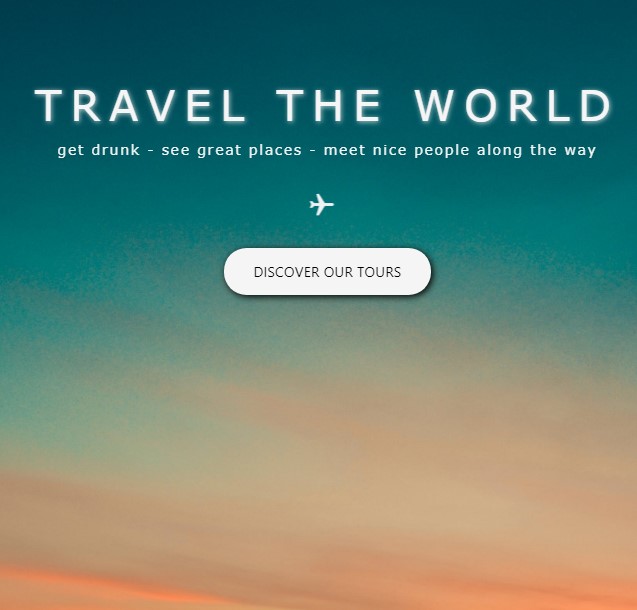 TRAVEL THE WORLD
get drunk - see great places - meet nice people along the way
DISCOVER OUR TOURS